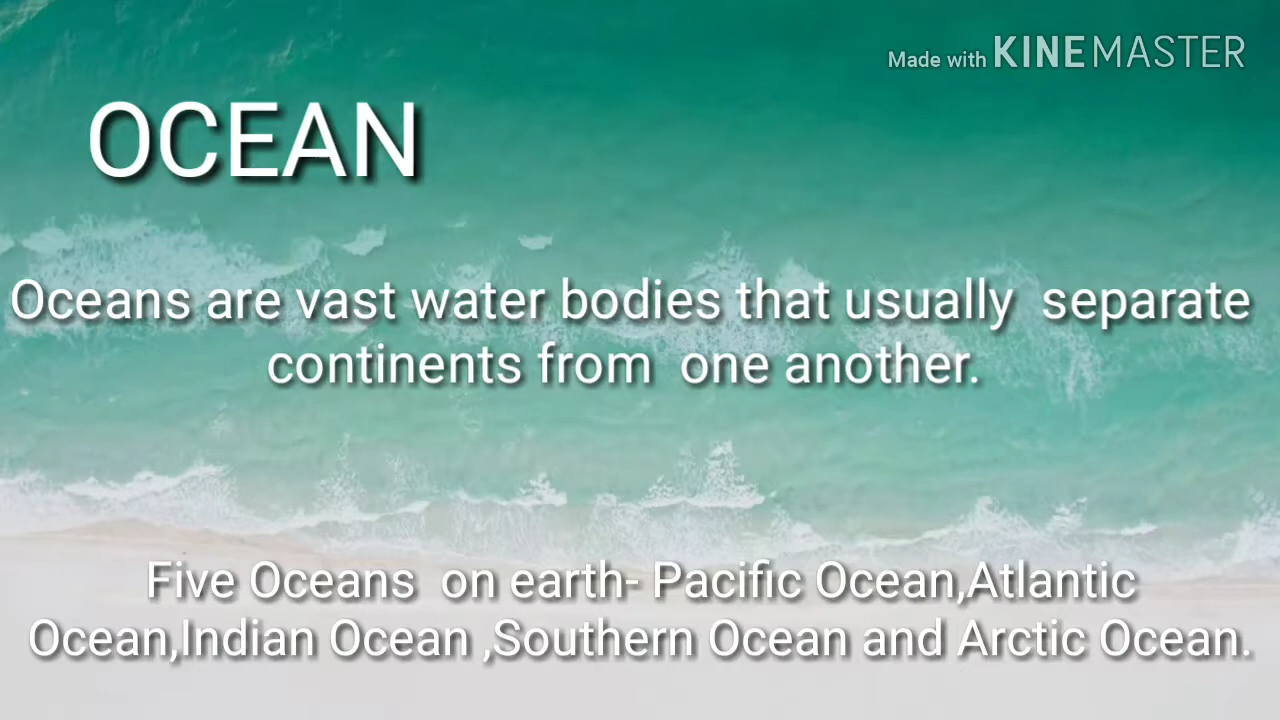 Made with KINEMASTER
OCEAN
Oceans are vast water bodies that usually  separate
continents from  one another.
Five Oceans  on earth- Pacific Ocean,Atlantic
Ocean,Indian Ocean ,Southern Ocean and Arctic Ocean.